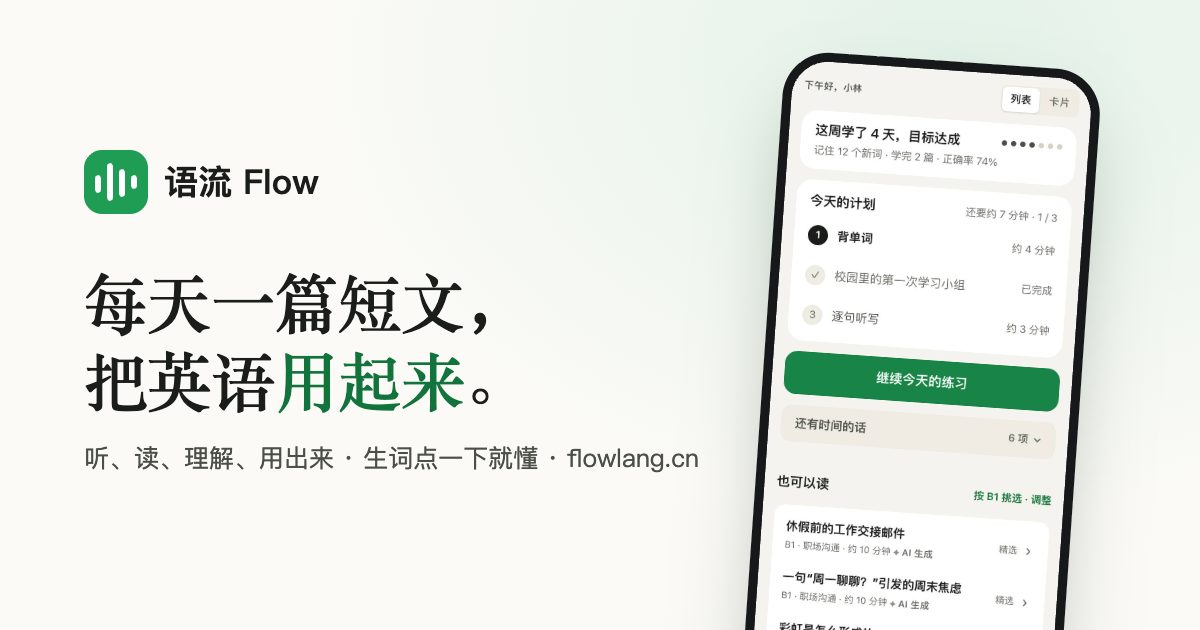 语流 Flow
每天一篇短文，
把英语用起来。
听、读、理解、用出来 · 生词点一下就懂 · flowlang.cn
下午好，小林
列表 卡片
这周学了 4 天，目标达成
记住 12 个新词 · 学完 2 篇 · 正确率 74%
今天的计划 还要约 7 分钟 · 1 / 3
1 背单词 约 4 分钟
✓ 校园里的第一次学习小组 已完成
3 逐句听写 约 3 分钟
继续今天的练习
还有时间的话 6 项
也可以读 按 B1 挑选 · 调整
休假前的工作交接邮件 精选
B1 · 职场沟通 · 约 10 分钟 AI 生成
一句“周一聊聊？”引发的周末焦虑 精选
B1 · 职场沟通 · 约 10 分钟 AI 生成